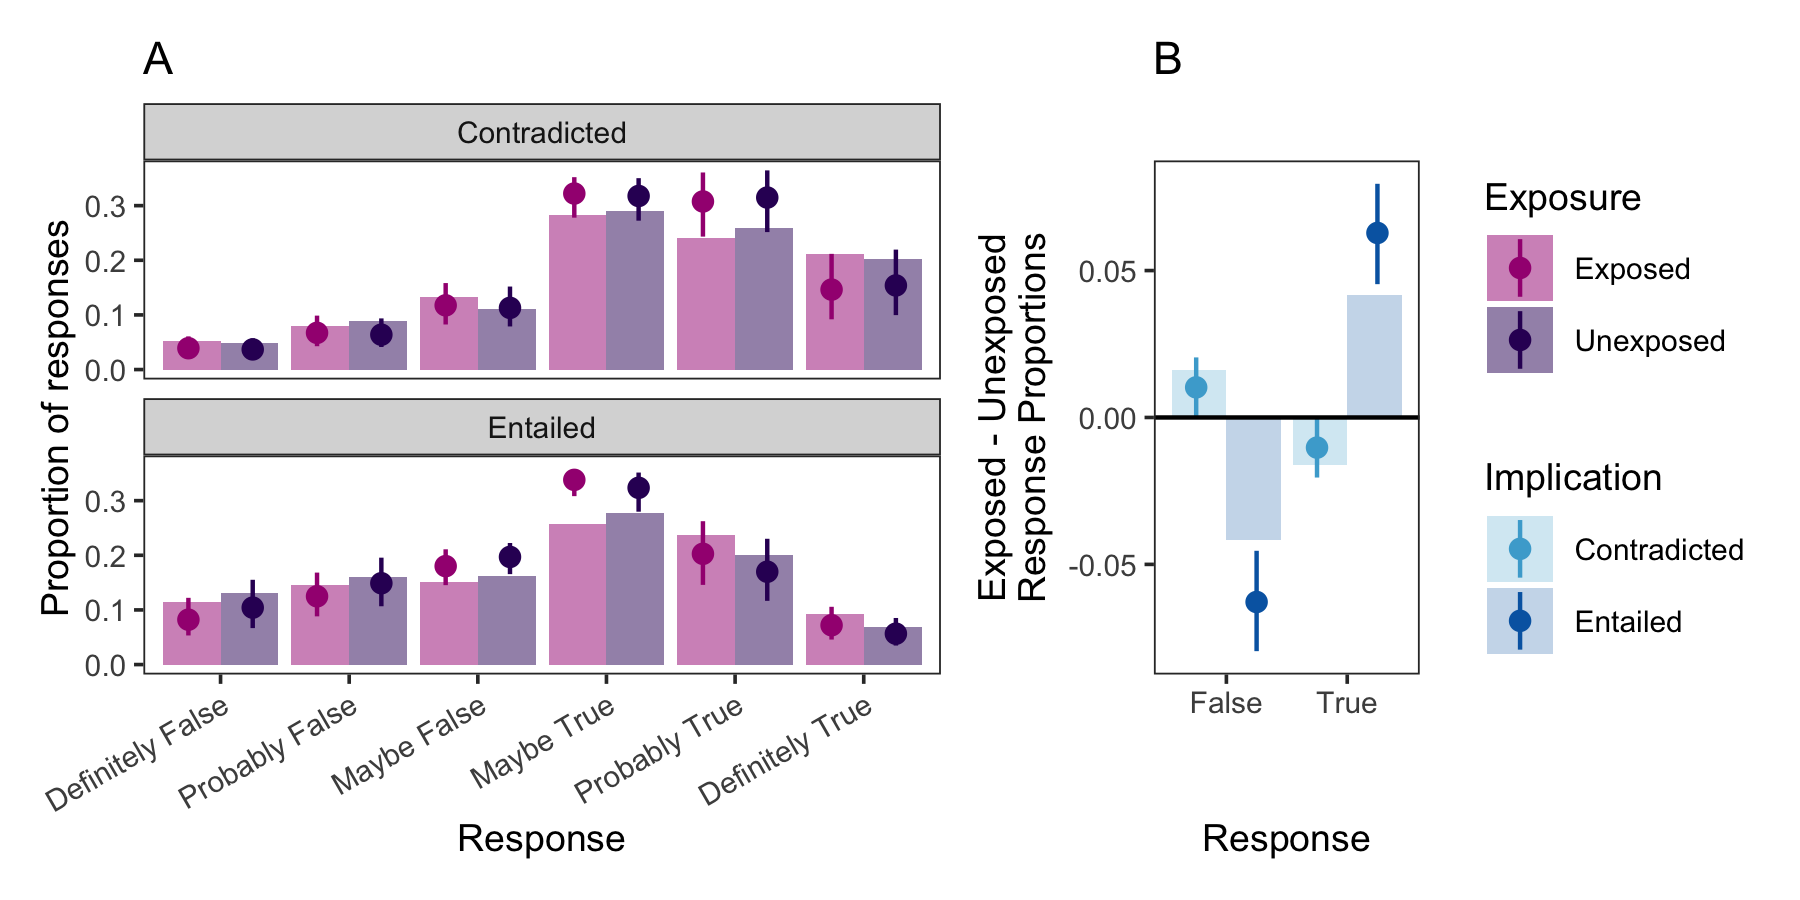 A
Contradicted
0.3
0.2
0.1
0.0
Entailed
0.3
0.2
0.1
0.0
Proportion of responses
Definitely False
Probably False
Maybe False
Maybe True
Probably True
Definitely True
Response
B
0.05
0.00
-0.05
Exposed - Unexposed
Response Proportions
False
True
Response
Exposure
Exposed
Unexposed
Implication
Contradicted
Entailed